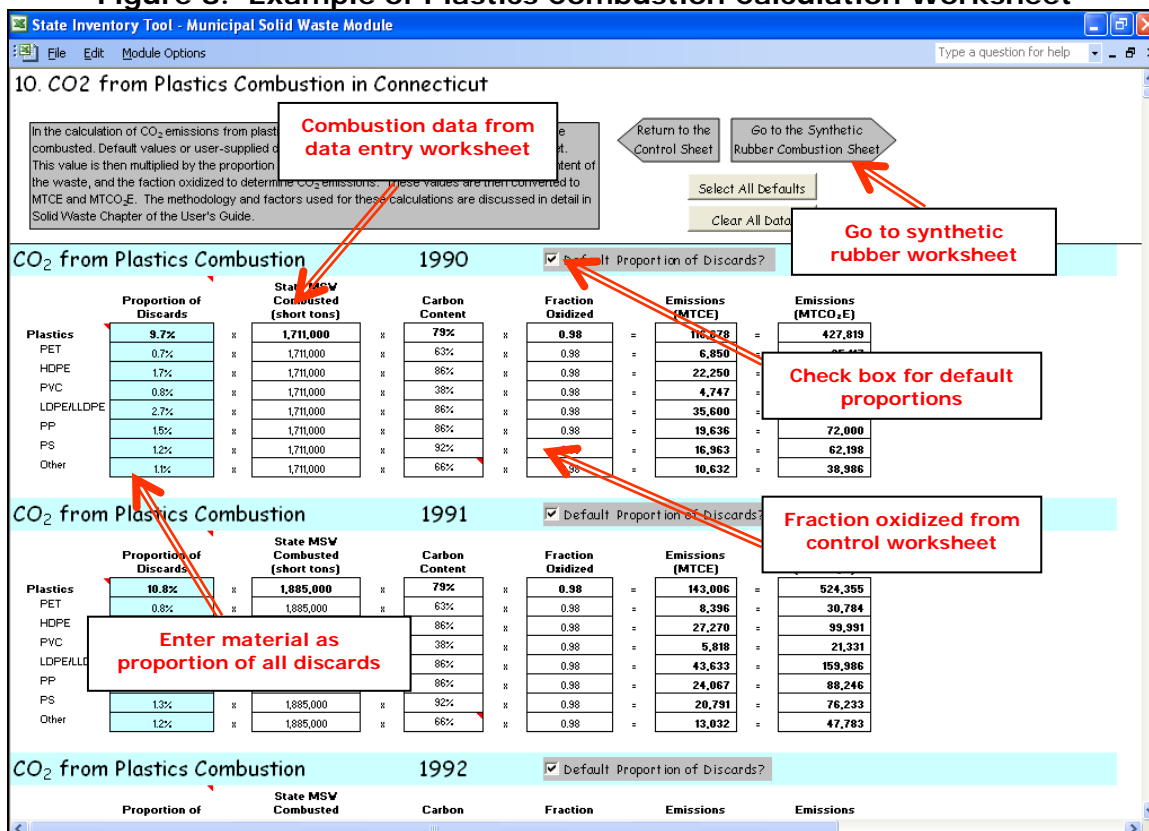 Figure 8. Example of Plastics Combustion Calculation Worksheet
State Inventory Tool - Municipal Solid Waste Module
File Edit Module Options Type a question for help
10. CO2 from Plastics Combustion in Connecticut
In the calculation of CO₂ emissions from plast
combusted. Default values or user-supplied d
This value is then multiplied by the proportion
the waste, and the faction oxidized to determine CO₂ emissions. These values are then converted to
MTCE and MTCO₂E. The methodology and factors used for these calculations are discussed in detail in
Solid Waste Chapter of the User's Guide.
Combustion data from
data entry worksheet
Return to the
Control Sheet
Go to the Synthetic
Rubber Combustion Sheet
Select All Defaults
Clear All Data
Go to synthetic
rubber worksheet
CO₂ from Plastics Combustion 1990 Default Proportion of Discards?
Proportion of Discards State MSW Combusted (short tons) Carbon Content Fraction Oxidized Emissions (MTCE) Emissions (MTCO₂E)
Plastics 9.7% x 1,711,000 x 79% x 0.98 = 116,678 = 427,819
PET 0.7% x 1,711,000 x 63% x 0.98 = 6,850 =
HDPE 1.7% x 1,711,000 x 86% x 0.98 = 22,250 =
PVC 0.8% x 1,711,000 x 38% x 0.98 = 4,747 =
LDPE/LLDPE 2.7% x 1,711,000 x 86% x 0.98 = 35,600 =
PP 1.5% x 1,711,000 x 86% x 0.98 = 19,636 = 72,000
PS 1.2% x 1,711,000 x 92% x = 16,963 = 62,198
Other 1.1% x 1,711,000 x 66% x 0.98 = 10,632 = 38,986
Check box for default
proportions
CO₂ from Plastics Combustion 1991 Default Proportion of Discards?
Fraction oxidized from
control worksheet
Proportion of Discards State MSW Combusted (short tons) Carbon Content Fraction Oxidized Emissions (MTCE)
Plastics 10.8% x 1,885,000 x 79% x 0.98 = 143,006 = 524,355
PET 0.8% x 1,885,000 x 63% x 0.98 = 8,396 = 30,784
HDPE 86% x 0.98 = 27,270 = 99,991
PVC 38% x 0.98 = 5,818 = 21,331
LDPE/LLD 86% x 0.98 = 43,633 = 159,986
PP 86% x 0.98 = 24,067 = 88,246
PS 1.3% x 1,885,000 x 92% x 0.98 = 20,791 = 76,233
Other 1.2% x 1,885,000 x 66% x 0.98 = 13,032 = 47,783
Enter material as
proportion of all discards
CO₂ from Plastics Combustion 1992 Default Proportion of Discards?
State MSW
Proportion of Combusted Carbon Fraction Emissions Emissions